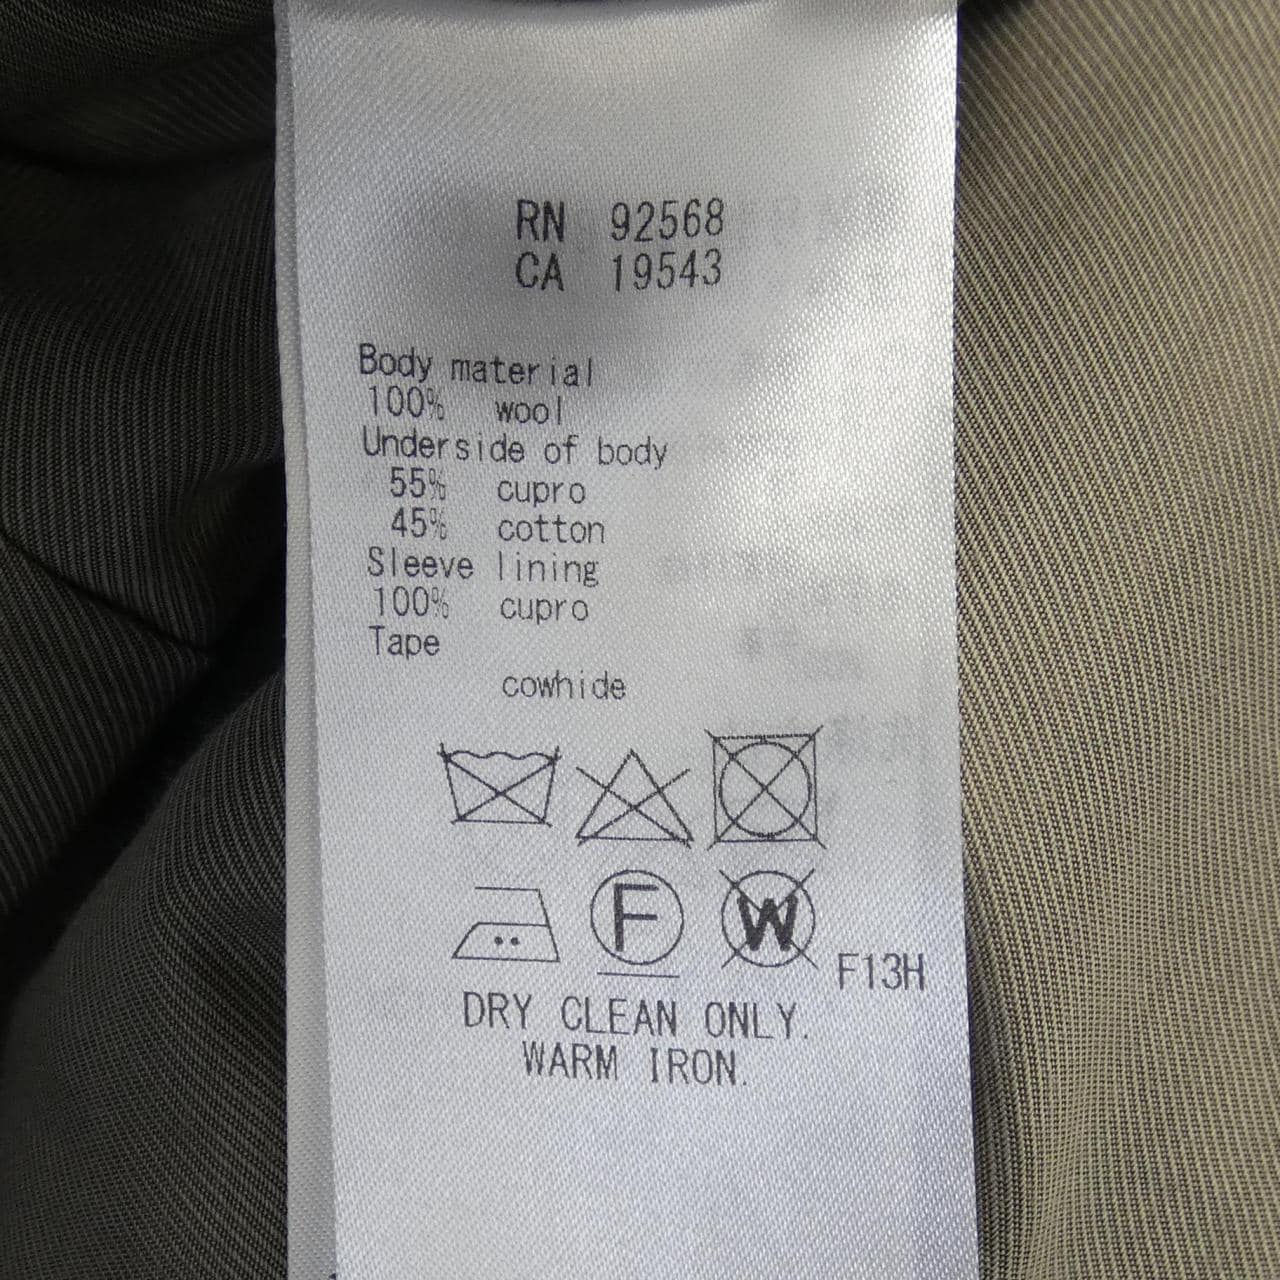 RN 92568
CA 19543
Body material
100% wool
Underside of body
55% cupro
45% cotton
Sleeve lining
100% cupro
Tape
cowhide
F W F13H
DRY CLEAN ONLY.
WARM IRON.